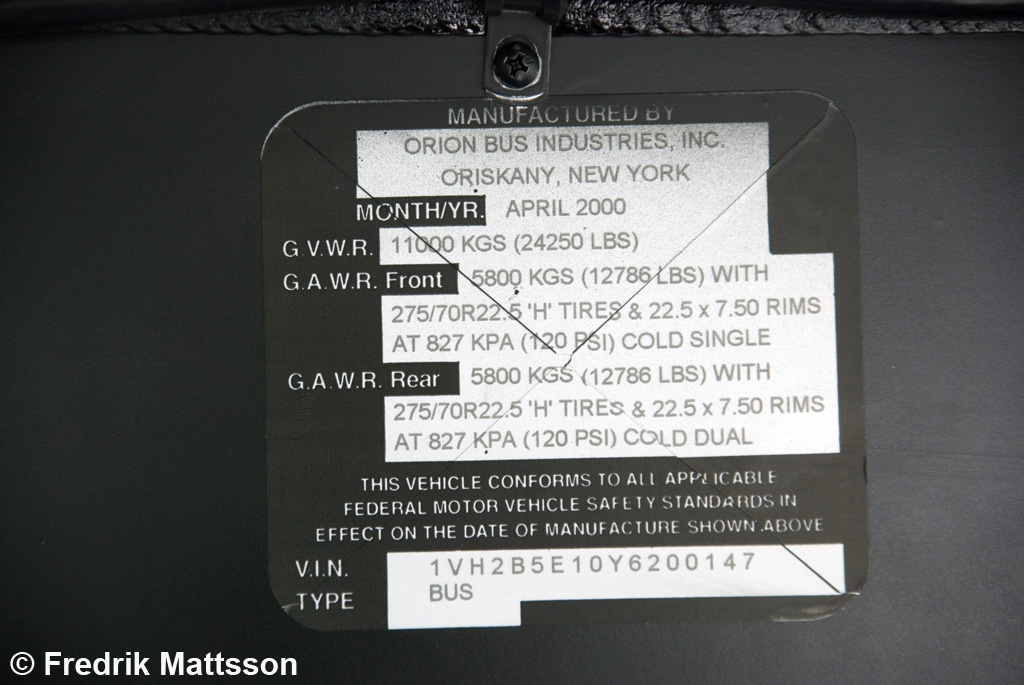 MANUFACTURED BY
ORION BUS INDUSTRIES, INC.
ORISKANY, NEW YORK
MONTH/YR. APRIL 2000
G.V.W.R. 11000 KGS (24250 LBS)
G.A.W.R. Front 5800 KGS (12786 LBS) WITH
275/70R22.5 'H' TIRES & 22.5 x 7.50 RIMS
AT 827 KPA (120 PSI) COLD SINGLE
G.A.W.R. Rear 5800 KGS (12786 LBS) WITH
275/70R22.5 'H' TIRES & 22.5 x 7.50 RIMS
AT 827 KPA (120 PSI) COLD DUAL
THIS VEHICLE CONFORMS TO ALL APPLICABLE
FEDERAL MOTOR VEHICLE SAFETY STANDARDS IN
EFFECT ON THE DATE OF MANUFACTURE SHOWN ABOVE
V.I.N. 1VH2B5E10Y6200147
TYPE BUS
© Fredrik Mattsson